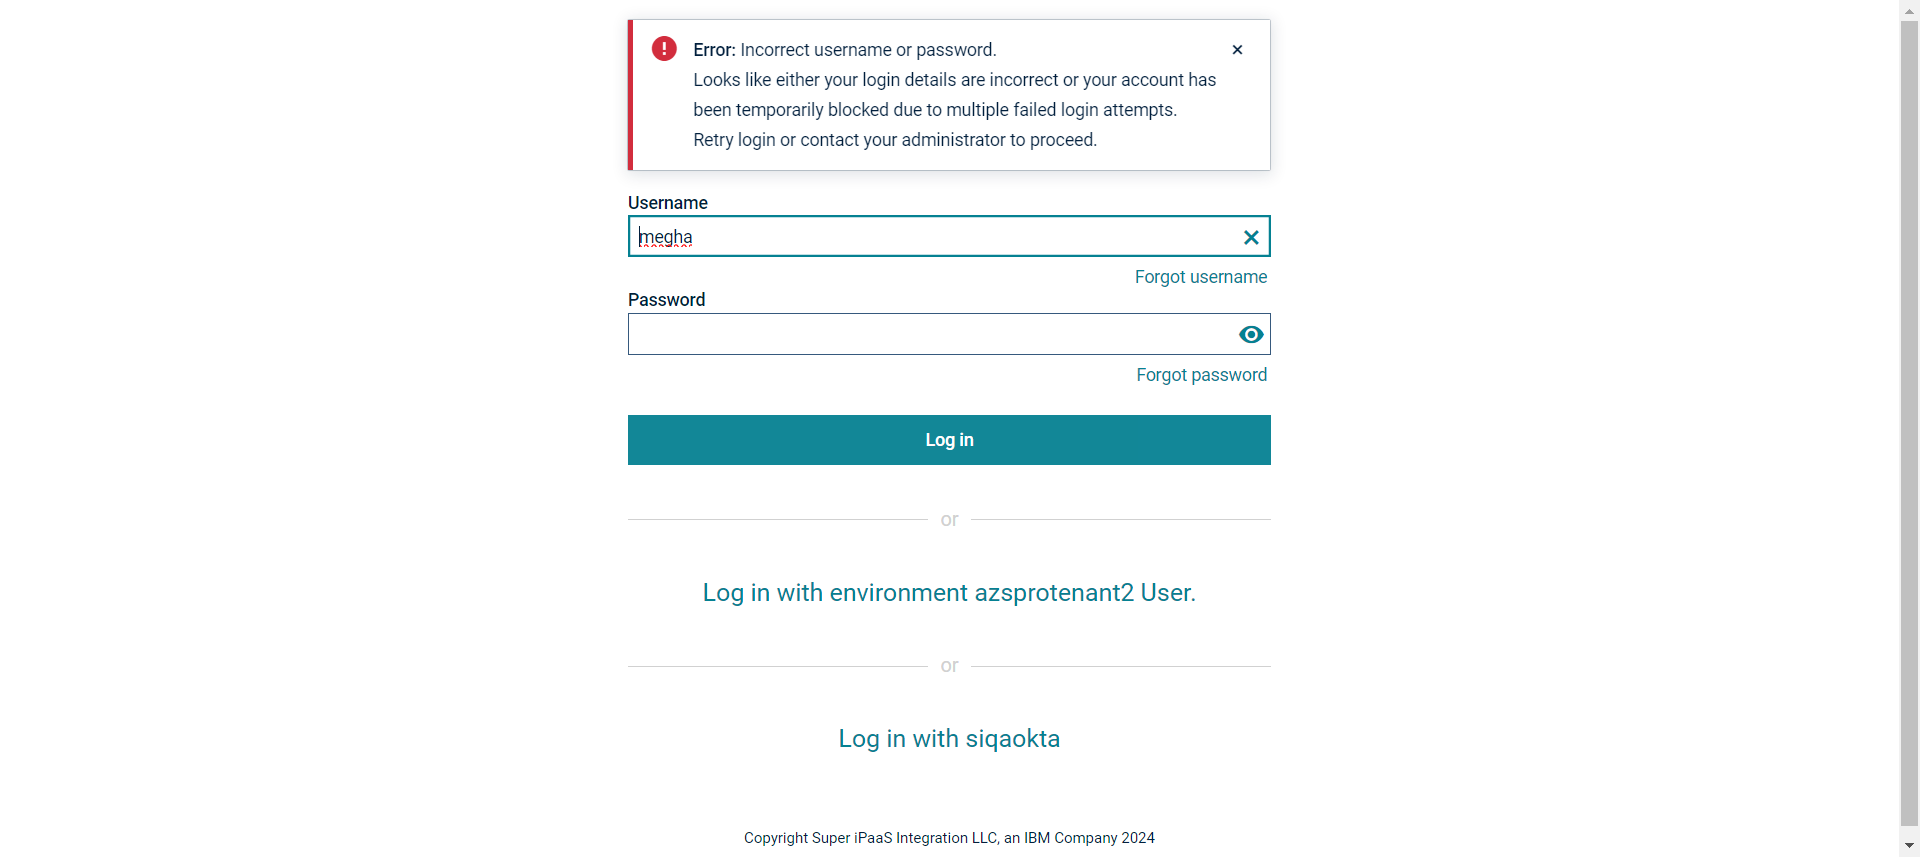 Error: Incorrect username or password.
Looks like either your login details are incorrect or your account has
been temporarily blocked due to multiple failed login attempts.
Retry login or contact your administrator to proceed.
Username
megha
Forgot username
Password
Forgot password
Log in
or
Log in with environment azsprotenant2 User.
or
Log in with siqaokta
Copyright Super iPaaS Integration LLC, an IBM Company 2024